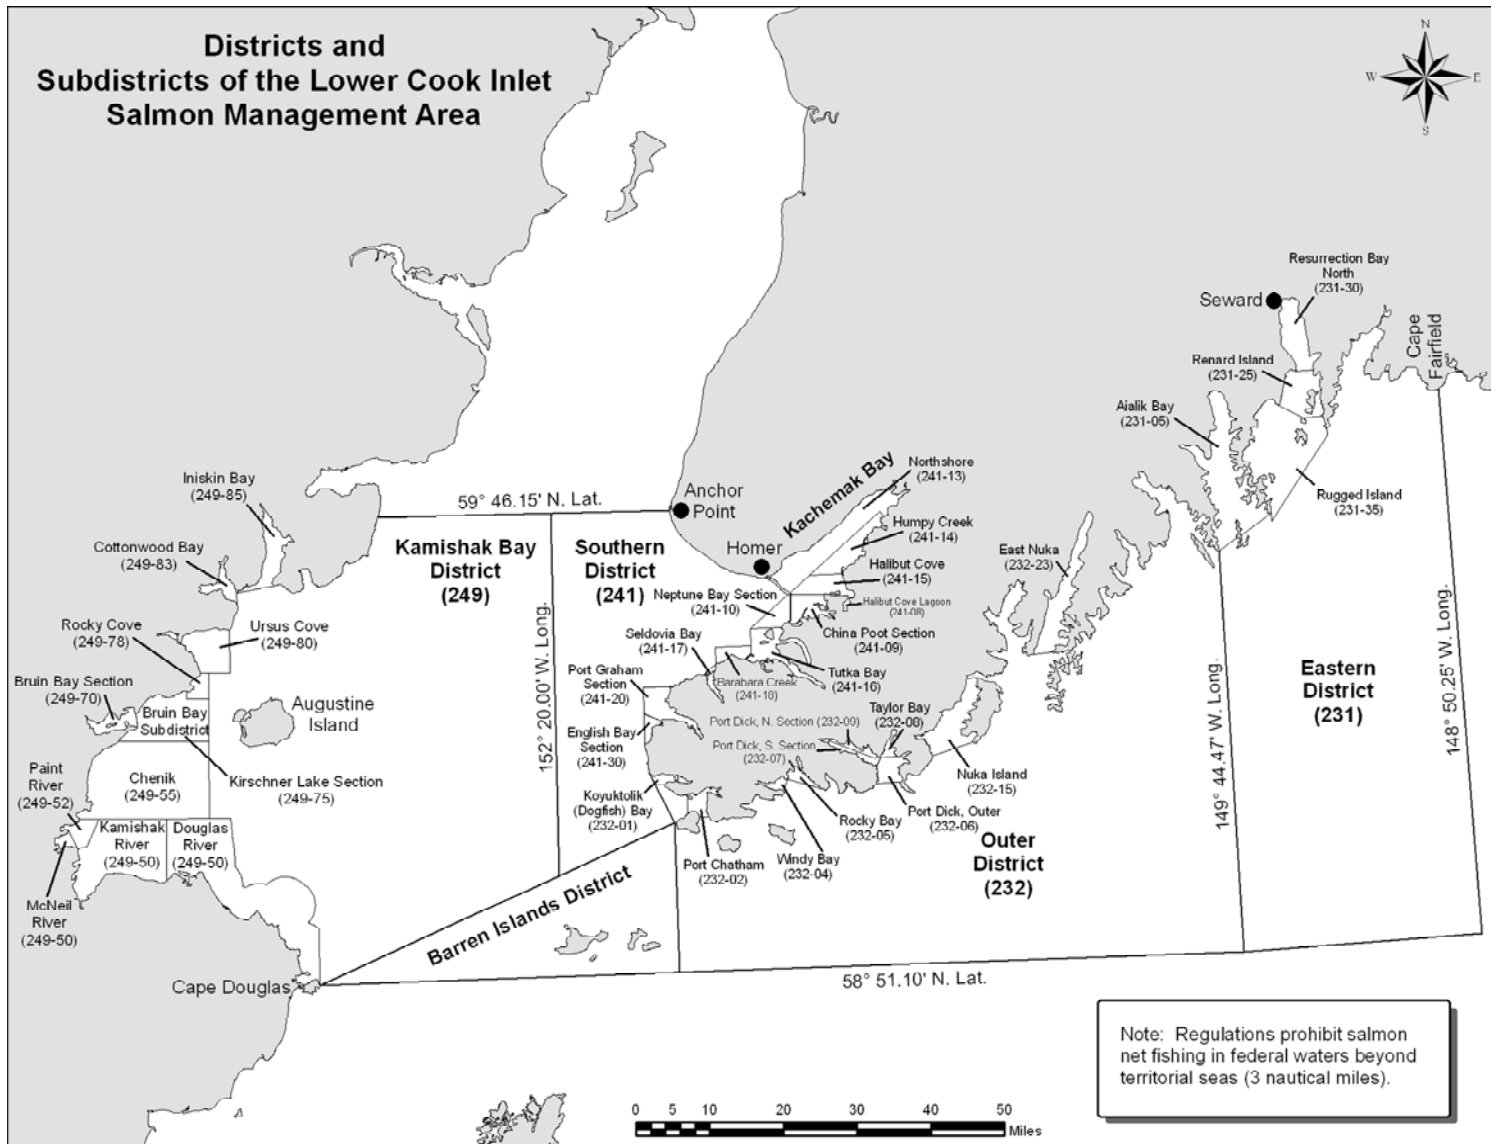 Districts and
Subdistricts of the Lower Cook Inlet
Salmon Management Area
N
W
E
S
Resurrection Bay
North
(231-30)
Seward
Cape
Fairfield
Renard Island
(231-25)
Aialik Bay
(231-05)
Rugged Island
(231-35)
Northshore
(241-13)
Kachemak Bay
Iniskin Bay
(249-85)
59° 46.15' N. Lat.
Anchor
Point
Humpy Creek
(241-14)
Homer
East Nuka
(232-23)
Cottonwood Bay
(249-83)
Kamishak Bay
District
(249)
Southern
District
(241)
Halibut Cove
(241-15)
Neptune Bay Section
(241-10)
Halibut Cove Lagoon
(241-08)
Rocky Cove
(249-78)
Ursus Cove
(249-80)
152° 20.00' W. Long.
Seldovia Bay
(241-17)
China Poot Section
(241-09)
Port Graham
Section
(241-20)
Barabara Creek
(241-18)
Tutka Bay
(241-16)
Eastern
District
(231)
149° 44.47' W. Long.
148° 50.25' W. Long.
Bruin Bay Section
(249-70)
Bruin Bay
Subdistrict
Augustine
Island
English Bay
Section
(241-30)
Port Dick, N. Section (232-09)
Taylor Bay
(232-08)
Port Dick, S. Section
(232-07)
Paint
River
(249-52)
Chenik
(249-55)
Kirschner Lake Section
(249-75)
Koyuktolik
(Dogfish) Bay
(232-01)
Nuka Island
(232-15)
Port Dick, Outer
(232-06)
Rocky Bay
(232-05)
Kamishak
River
(249-50)
Douglas
River
(249-50)
Outer
District
(232)
Port Chatham
(232-02)
Windy Bay
(232-04)
McNeil
River
(249-50)
Barren Islands District
Cape Douglas
58° 51.10' N. Lat.
Note: Regulations prohibit salmon
net fishing in federal waters beyond
territorial seas (3 nautical miles).
0 5 10 20 30 40 50
Miles